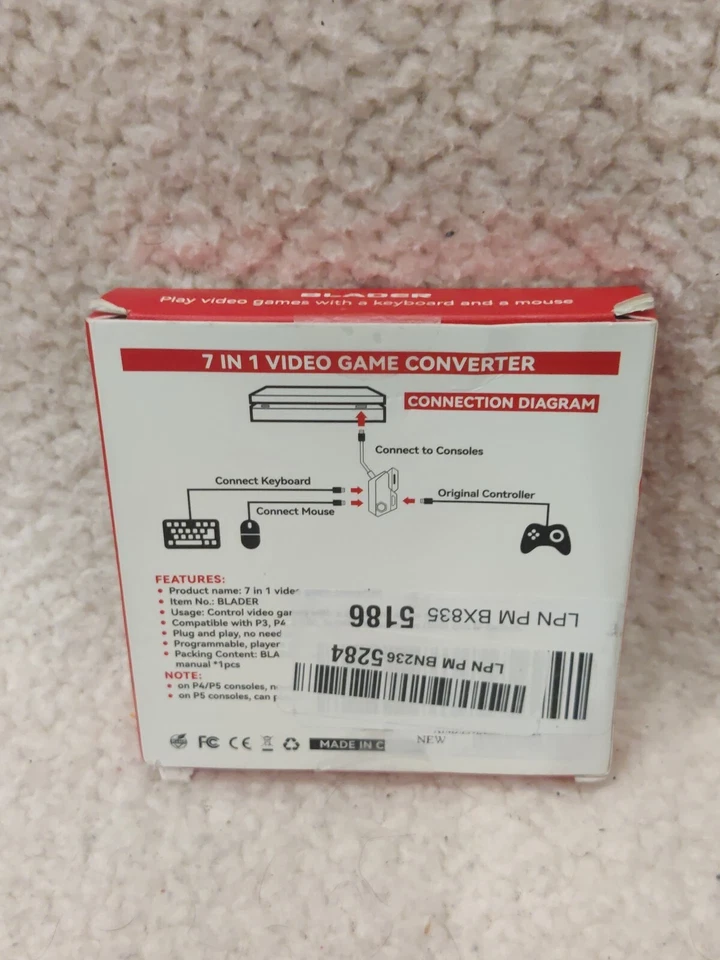 BLADER
Play video games with a keyboard and a mouse
7 IN 1 VIDEO GAME CONVERTER
CONNECTION DIAGRAM
Connect to Consoles
Connect Keyboard
Original Controller
Connect Mouse
FEATURES:
Product name: 7 in 1
Item No.: BLADER
Usage: Control video
Compatible with P3, P4
Plug and play, no need
Programmable, player
Packing Content:
manual *1pcs
NOTE:
on P4/P5 consoles,
on P5 consoles, can
LPN PM BX835 5186
LPN PM BN236 5284
FC CE MADE IN
NEW